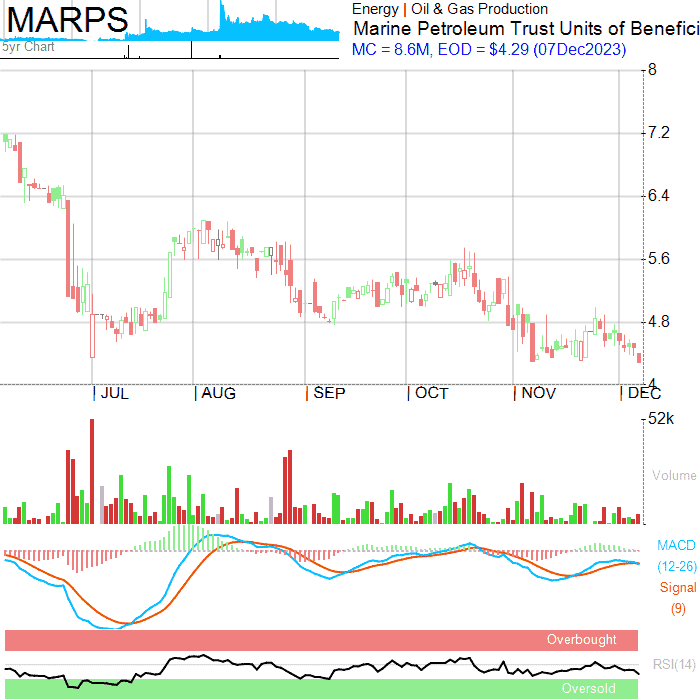 MARPS
5yr Chart
Energy | Oil & Gas Production
Marine Petroleum Trust Units of Benefici
MC = 8.6M, EOD = $4.29 (07Dec2023)
8
7.2
6.4
5.6
4.8
4
JUL AUG SEP OCT NOV DEC
52k
Volume
MACD
(12-26)
Signal
(9)
Overbought
RSI(14)
Oversold